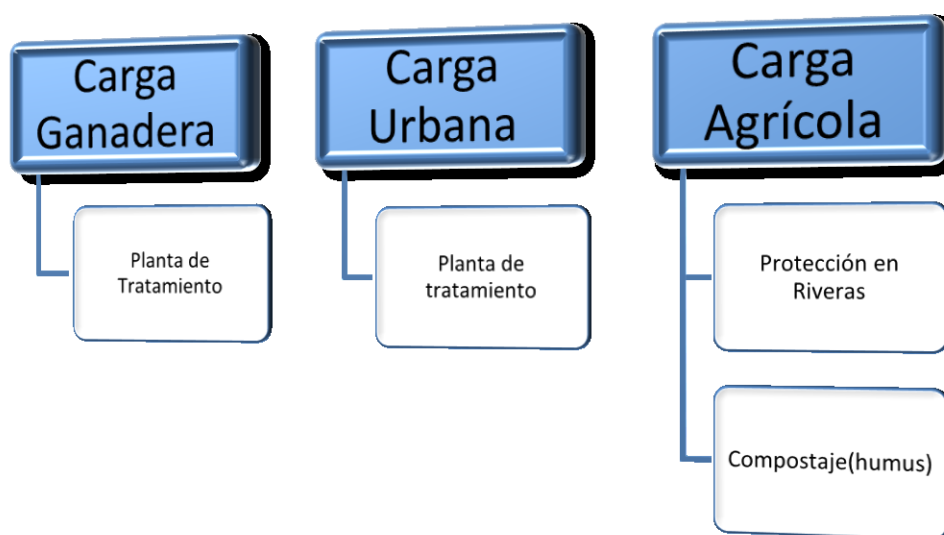 Carga
Ganadera
Planta de
Tratamiento
Carga
Urbana
Planta de
tratamiento
Carga
Agrícola
Protección en
Riveras
Compostaje(humus)